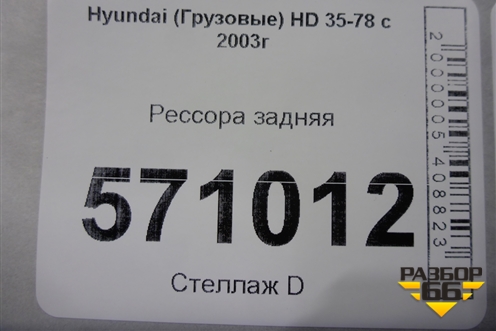 Hyundai (Грузовые) HD 35-78 с
2003г
Рессора задняя
571012
Стеллаж D
2000005408823
РАЗБОР
66